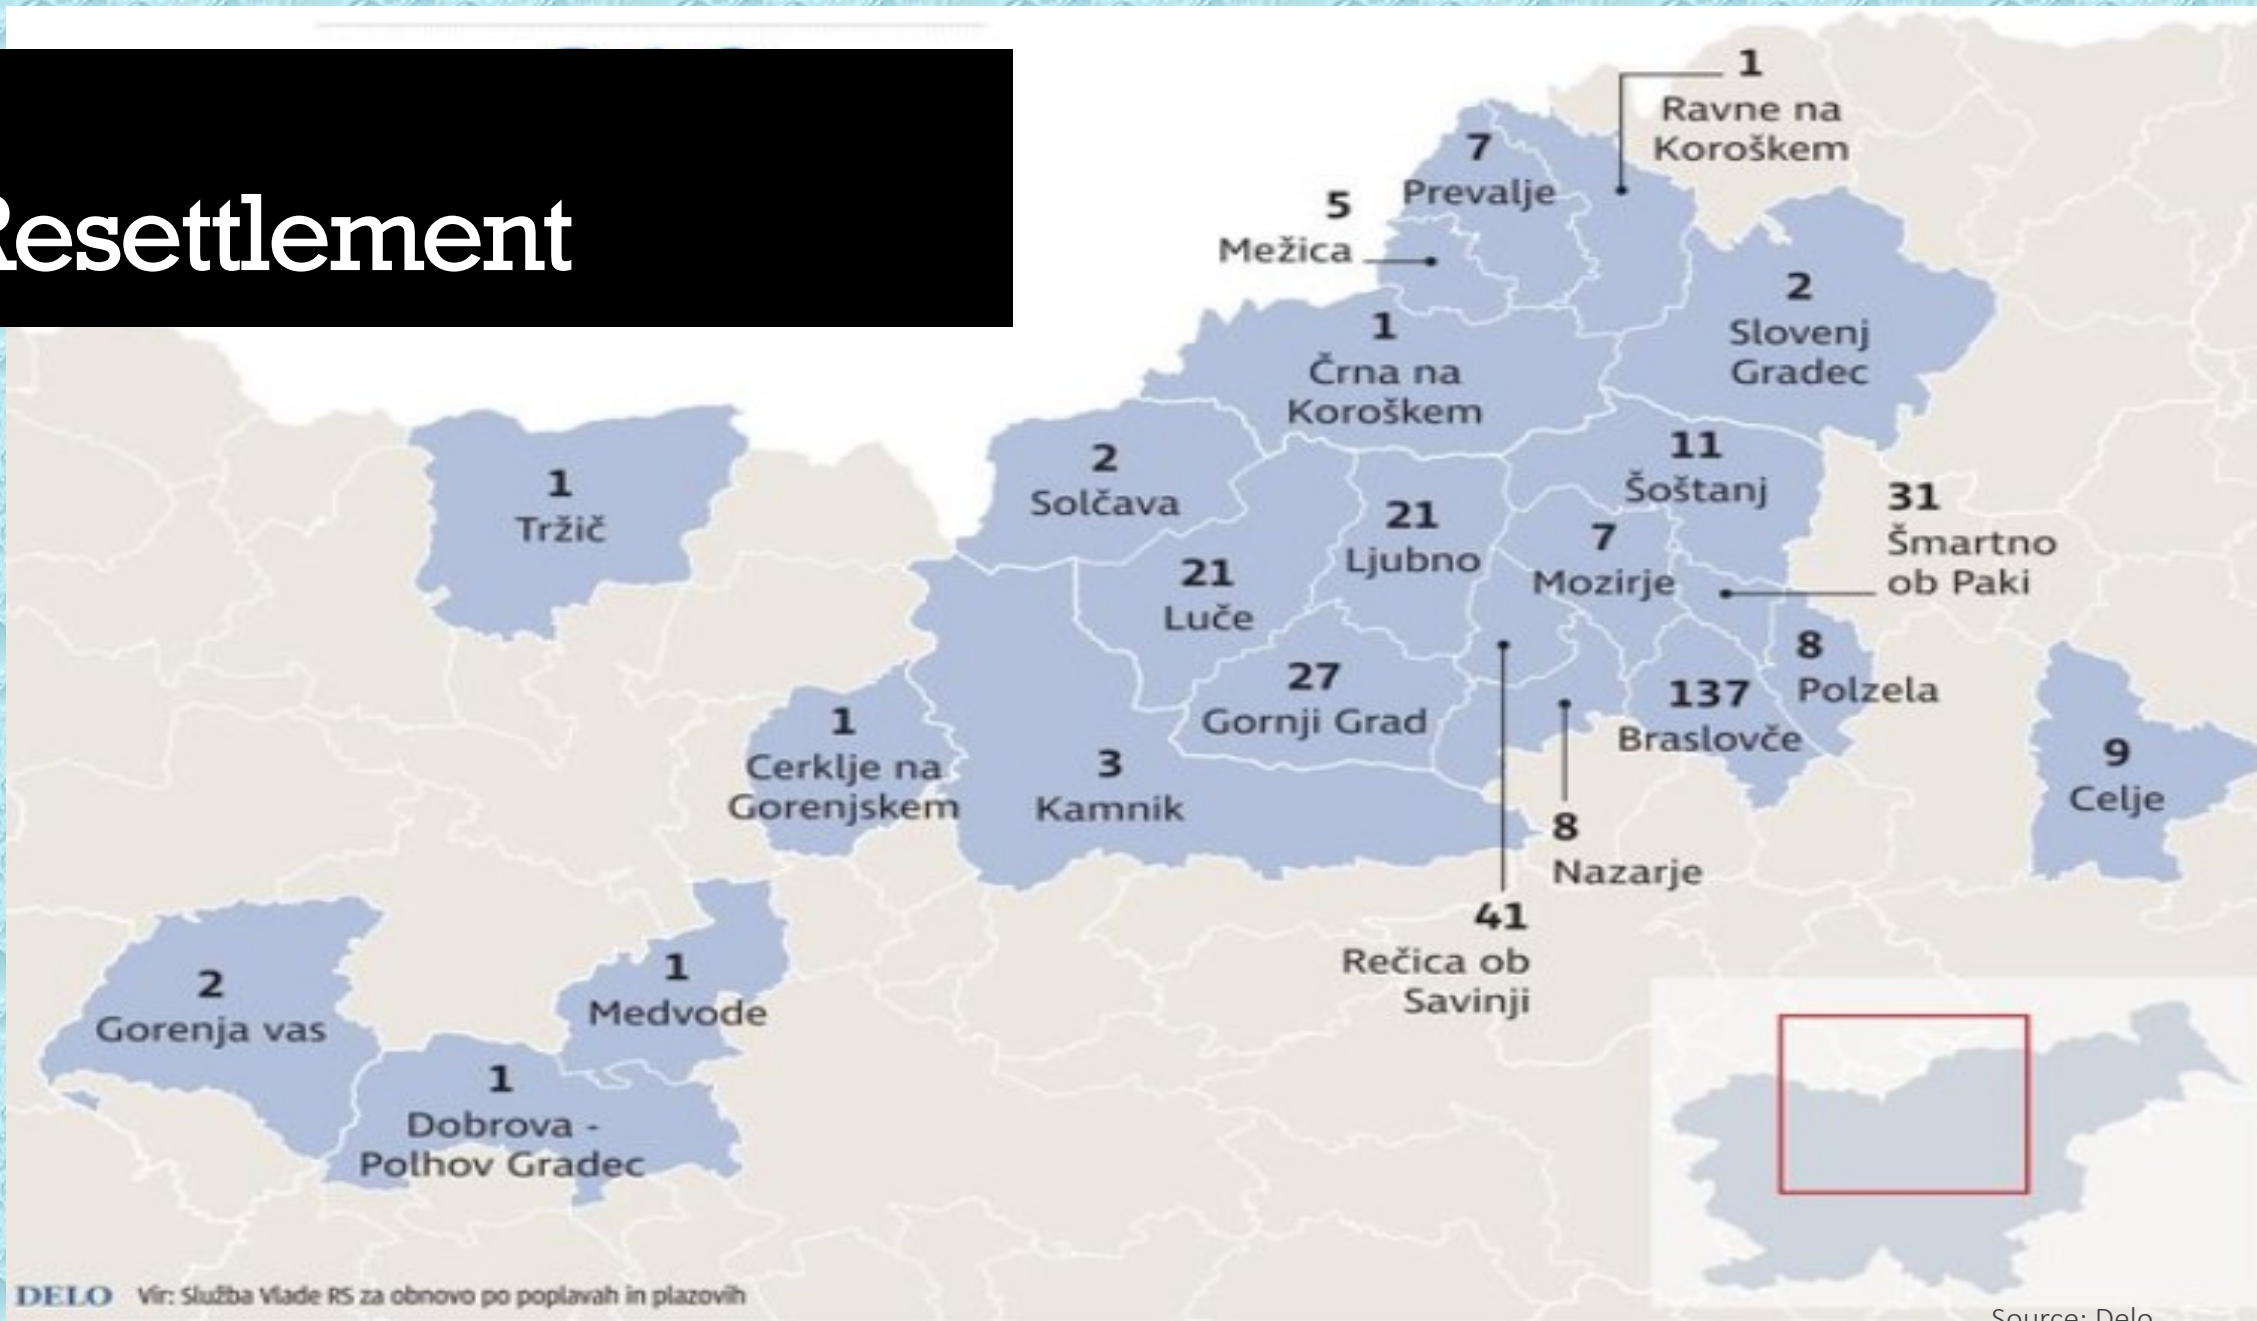 Resettlement
1
Ravne na
Koroškem
7
Prevalje
5
Mežica
2
Slovenj
Gradec
1
Črna na
Koroškem
11
Šoštanj
2
Solčava
1
Tržič
31
Šmartno
ob Paki
21
Ljubno
7
Mozirje
21
Luče
8
Polzela
27
Gornji Grad
137
Braslovče
1
Cerklje na
Gorenjskem
3
Kamnik
9
Celje
8
Nazarje
41
Rečica ob
Savinji
2
Gorenja vas
1
Medvode
1
Dobrova -
Polhov Gradec
DELO Vir: Služba Vlade RS za obnovo po poplavah in plazovih
Source: Delo